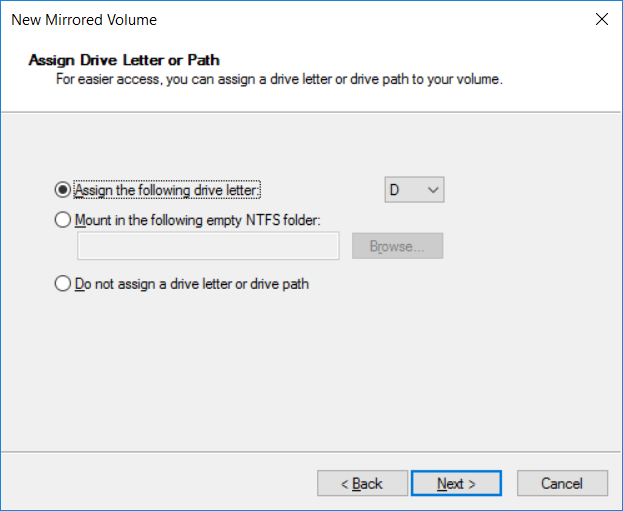 New Mirrored Volume
Assign Drive Letter or Path
For easier access, you can assign a drive letter or drive path to your volume.
Assign the following drive letter: D
Mount in the following empty NTFS folder:
Browse...
Do not assign a drive letter or drive path
< Back Next > Cancel